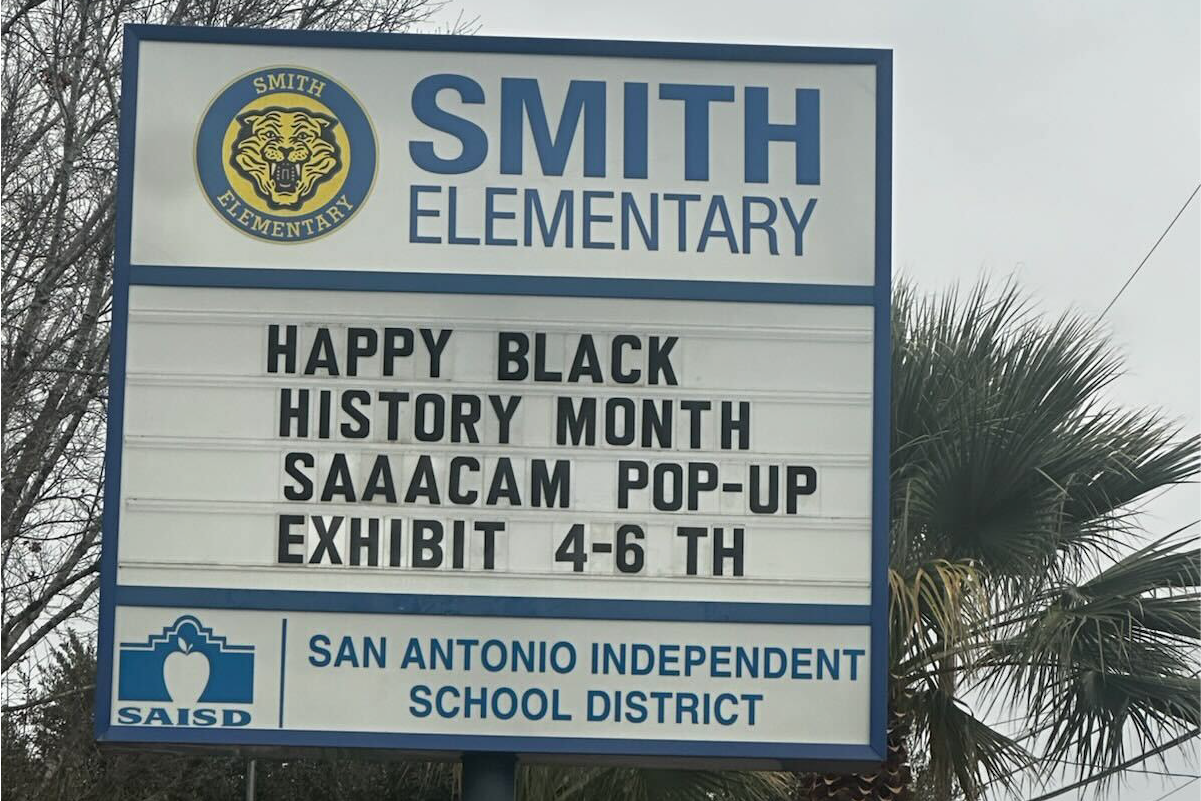 SMITH
ELEMENTARY
SMITH
ELEMENTARY
HAPPY BLACK
HISTORY MONTH
SAAACAM POP-UP
EXHIBIT 4-6 TH
SAISD
SAN ANTONIO INDEPENDENT
SCHOOL DISTRICT